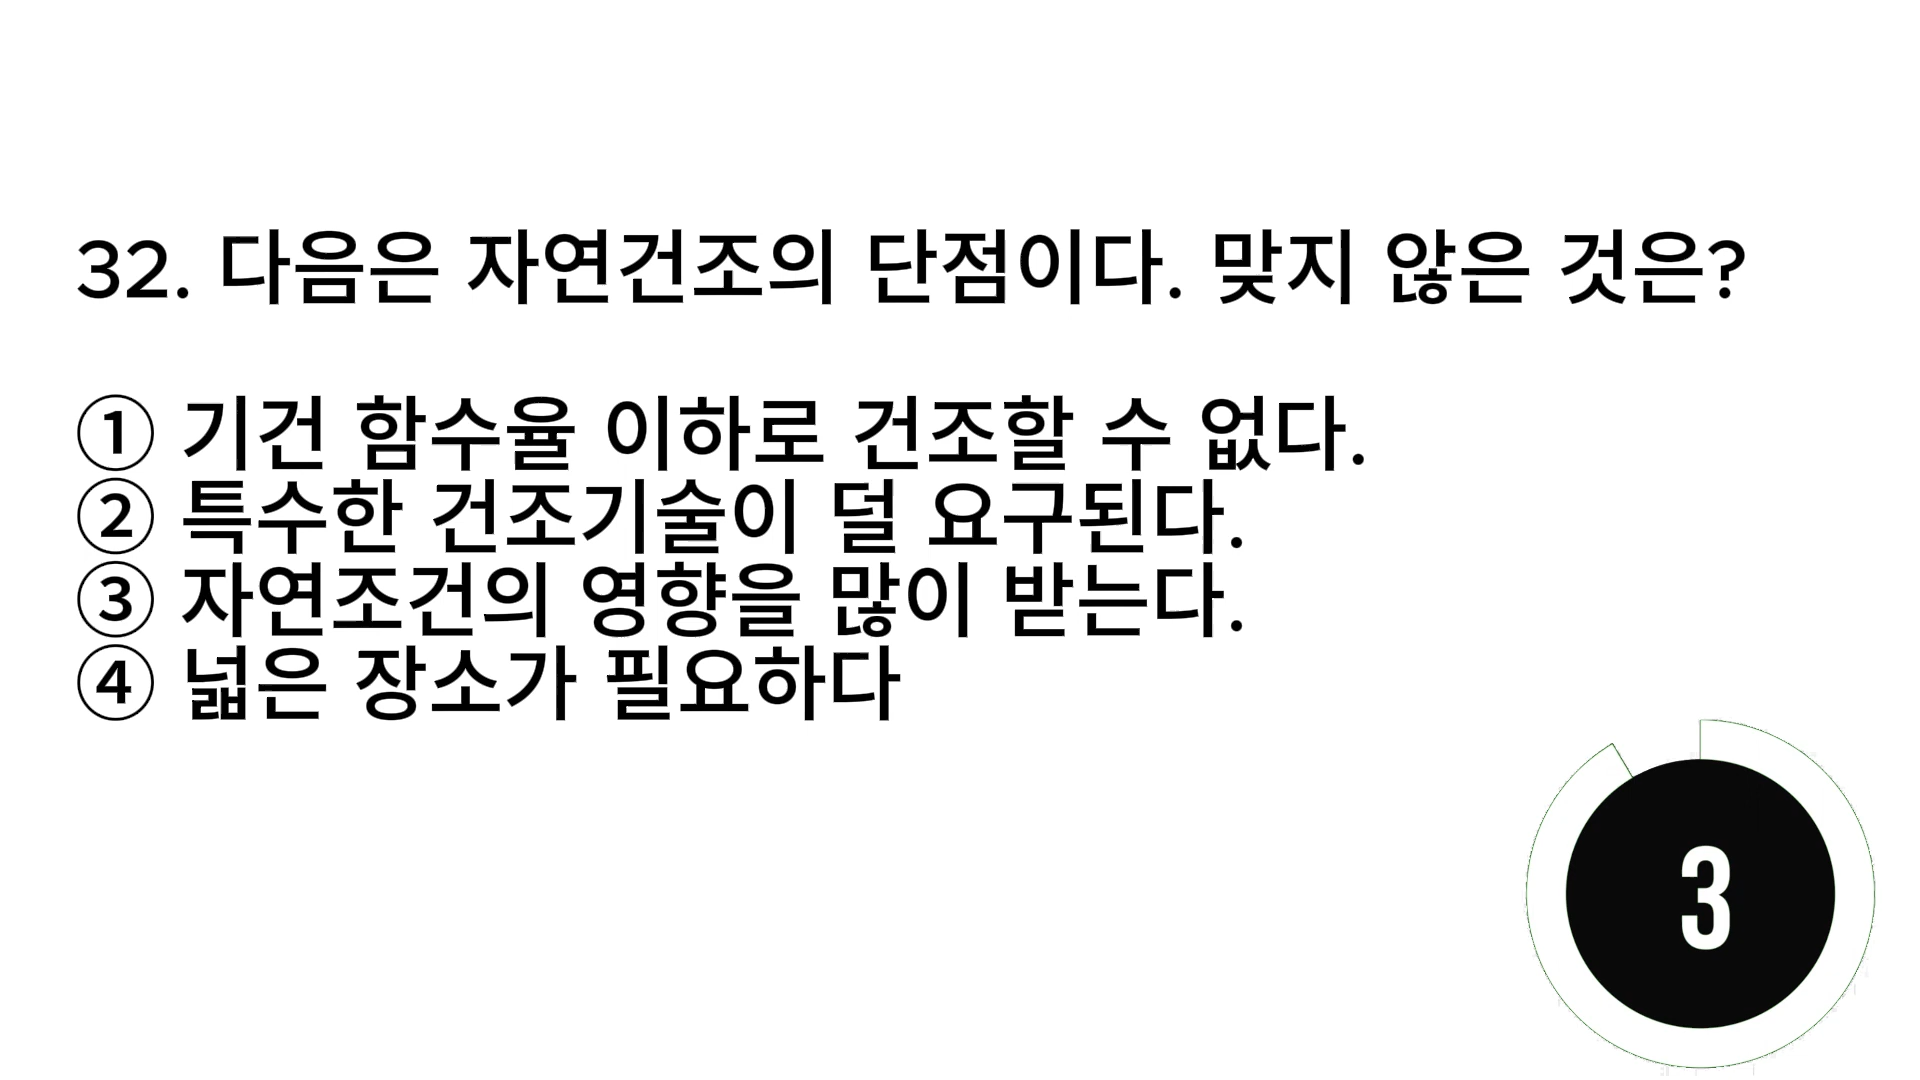 32. 다음은 자연건조의 단점이다. 맞지 않은 것은?
① 기건 함수율 이하로 건조할 수 없다.
② 특수한 건조기술이 덜 요구된다.
③ 자연조건의 영향을 많이 받는다.
④ 넓은 장소가 필요하다
3